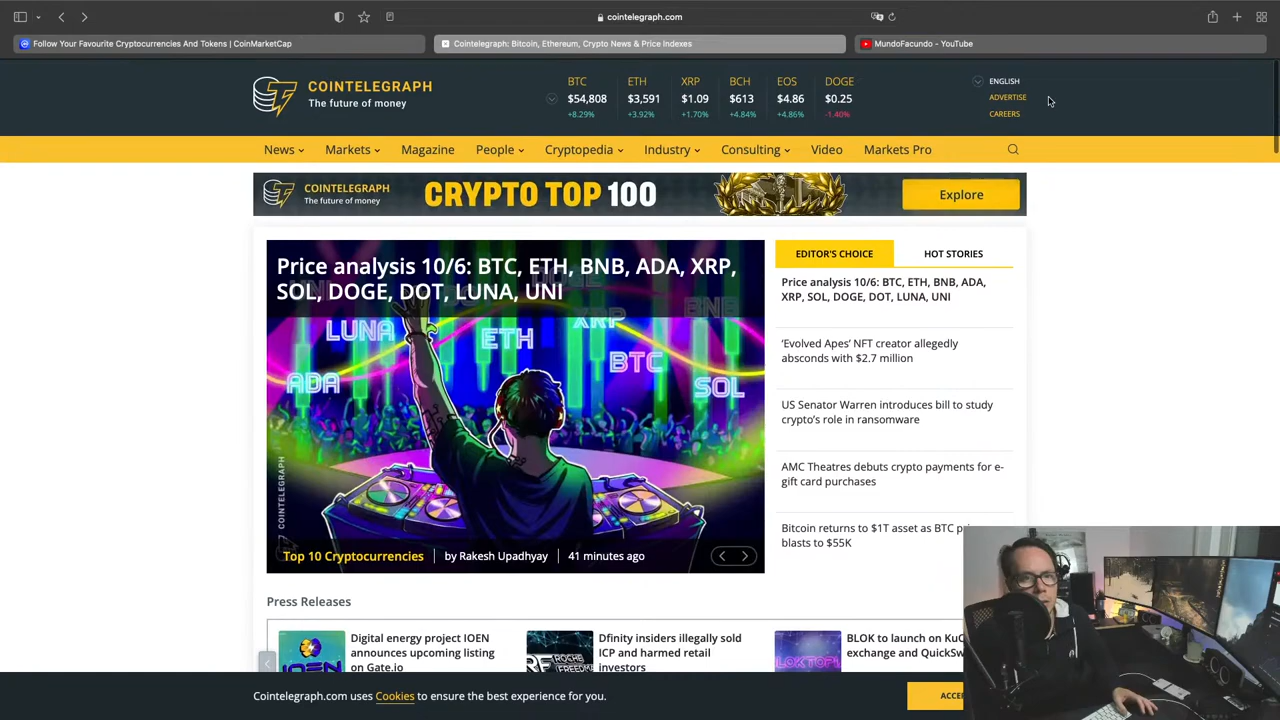 cointelegraph.com
Follow Your Favourite Cryptocurrencies And Tokens | CoinMarketCap
Cointelegraph: Bitcoin, Ethereum, Crypto News & Price Indexes
MundoFacundo - YouTube
COINTELEGRAPH
The future of money
BTC ETH XRP BCH EOS DOGE
$54,808 $3,591 $1.09 $613 $4.86 $0.25
+8.29% +3.92% +1.70% +4.84% +4.86% -1.40%
ENGLISH
ADVERTISE
CAREERS
News Markets Magazine People Cryptopedia Industry Consulting Video Markets Pro
COINTELEGRAPH
The future of money
CRYPTO TOP 100
Explore
Price analysis 10/6: BTC, ETH, BNB, ADA, XRP,
SOL, DOGE, DOT, LUNA, UNI
LUNA
ETH
XRP
BNB
BTC
ADA
SOL
COINTELEGRAPH
Top 10 Cryptocurrencies by Rakesh Upadhyay 41 minutes ago
EDITOR'S CHOICE HOT STORIES
Price analysis 10/6: BTC, ETH, BNB, ADA,
XRP, SOL, DOGE, DOT, LUNA, UNI
‘Evolved Apes’ NFT creator allegedly
absconds with $2.7 million
US Senator Warren introduces bill to study
crypto’s role in ransomware
AMC Theatres debuts crypto payments for e-
gift card purchases
Bitcoin returns to $1T asset as BTC
blasts to $55K
Press Releases
Digital energy project IOEN
announces upcoming listing
on Gate.io
IOEN
Dfinity insiders illegally sold
ICP and harmed retail
investors
ROCHE
FREEDM
BLOK to launch on KuC
exchange and QuickSw
Cointelegraph.com uses Cookies to ensure the best experience for you.
ACCE